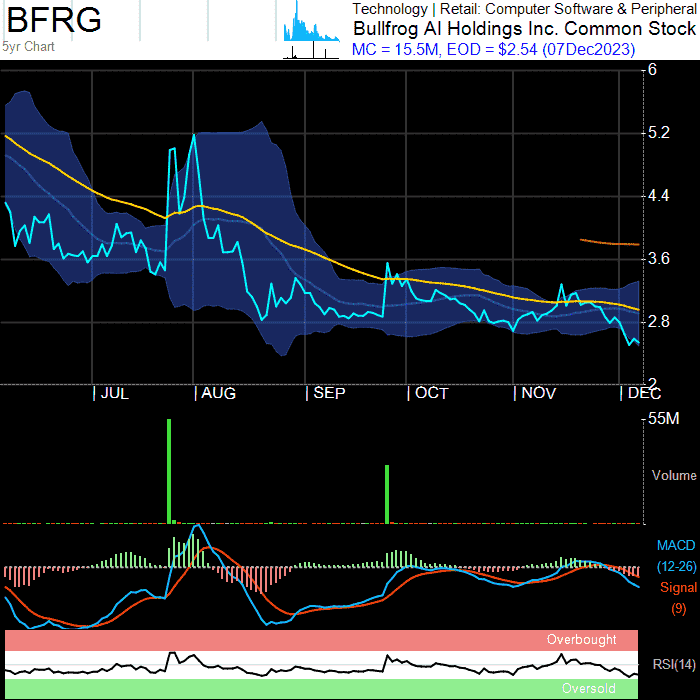 BFRG
5yr Chart
Technology | Retail: Computer Software & Peripheral
Bullfrog AI Holdings Inc. Common Stock
MC = 15.5M, EOD = $2.54 (07Dec2023)
6
5.2
4.4
3.6
2.8
2
JUL
AUG
SEP
OCT
NOV
DEC
55M
Volume
MACD
(12-26)
Signal
(9)
Overbought
RSI(14)
Oversold